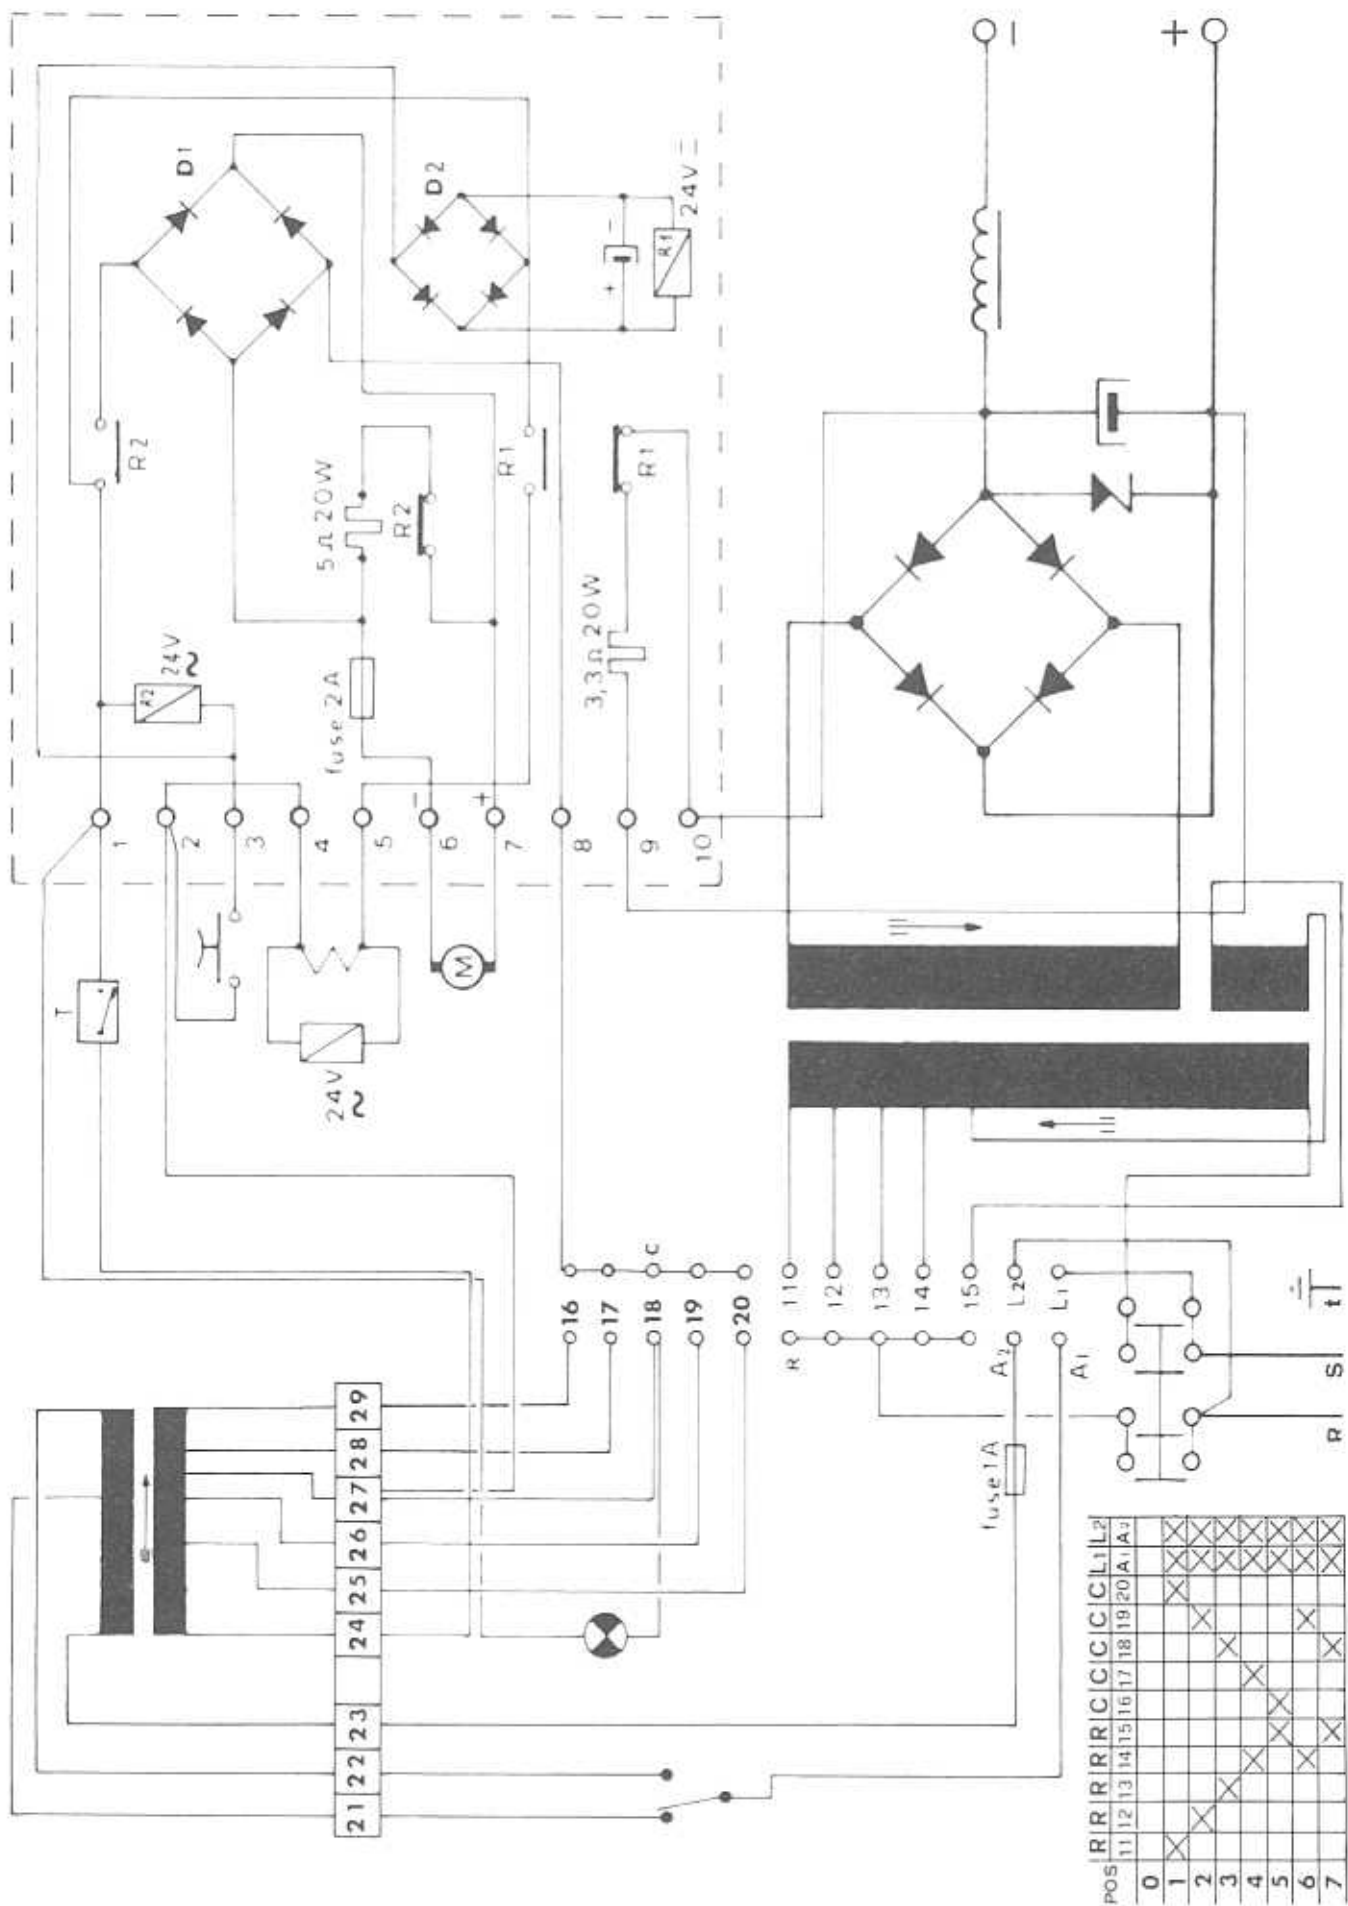 D1
D2
R2
R1
R1
R2
5Ω 20W
3,3Ω 20W
R2
24V ~
fuse 2A
R1
24V =
− +
− +
− +
1 2 3 4 5 6 7 8 9 10
T
M
24V ~
C
16 17 18 19 20
11 12 13 14 15 L2 L1
R A2 A1
fuse 1A
R S t
21 22 23 24 25 26 27 28 29
POS R R R R R C C C C C L1 L2
11 12 13 14 15 16 17 18 19 20 A1 A2
0
1 X X X X
2 X X X X
3 X X X X
4 X X X X
5 X X X X
6 X X X X
7 X X X X